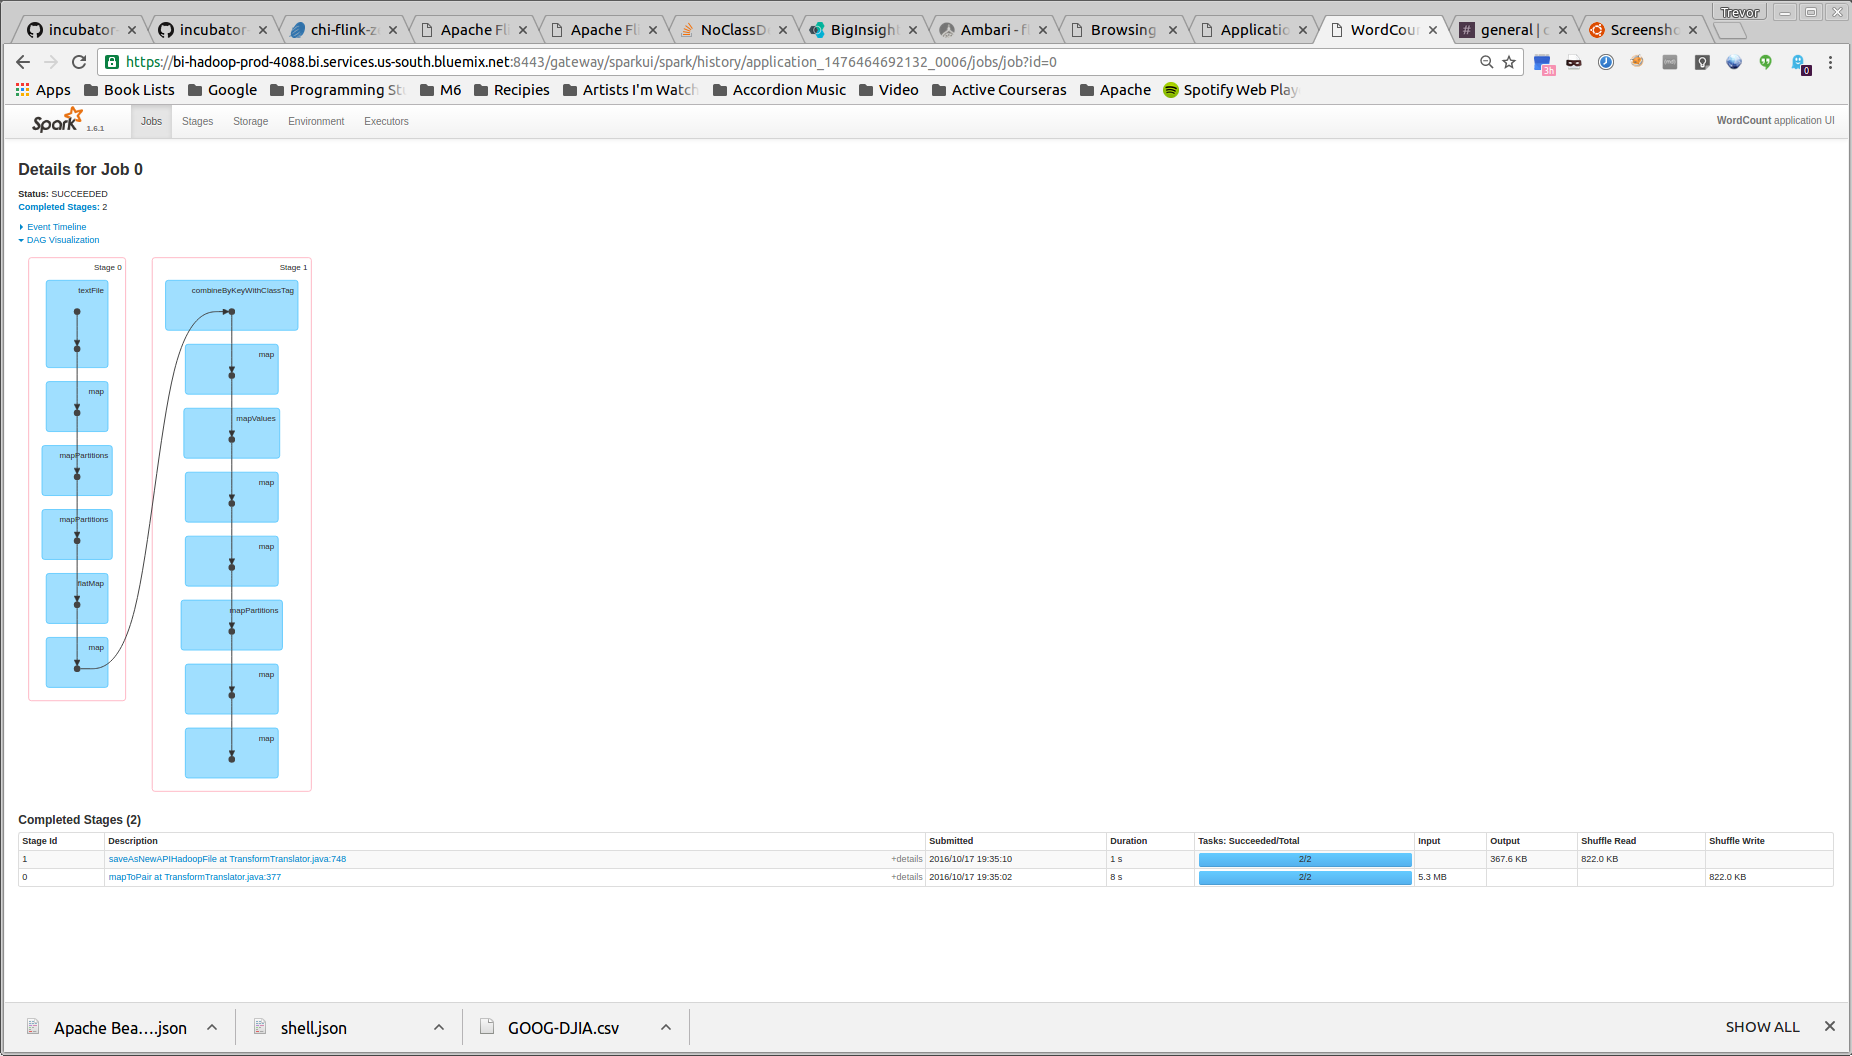 Trevor
incubator-
incubator-
chi-flink-z
Apache Fli
Apache Fli
NoClassD
BigInsigh
Ambari - fl
Browsing
Applicatio
WordCou
general | c
Screensho
https://bi-hadoop-prod-4088.bi.services.us-south.bluemix.net:8443/gateway/sparkui/spark/history/application_1476464692132_0006/jobs/job?id=0
3h
0
Apps
Book Lists
Google
Programming Stu
M6
Recipies
Artists I'm Watch
Accordion Music
Video
Active Courseras
Apache
Spotify Web Play
Spark 1.6.1
Jobs
Stages
Storage
Environment
Executors
WordCount application UI
Details for Job 0
Status: SUCCEEDED
Completed Stages: 2
Event Timeline
DAG Visualization
Stage 0
textFile
map
mapPartitions
mapPartitions
flatMap
map
Stage 1
combineByKeyWithClassTag
map
mapValues
map
map
mapPartitions
map
map
Completed Stages (2)
Stage Id Description Submitted Duration Tasks: Succeeded/Total Input Output Shuffle Read Shuffle Write
1 saveAsNewAPIHadoopFile at TransformTranslator.java:748 +details 2016/10/17 19:35:10 1 s 2/2 367.6 KB 822.0 KB
0 mapToPair at TransformTranslator.java:377 +details 2016/10/17 19:35:02 8 s 2/2 5.3 MB 822.0 KB
Apache Bea....json
shell.json
GOOG-DJIA.csv
SHOW ALL